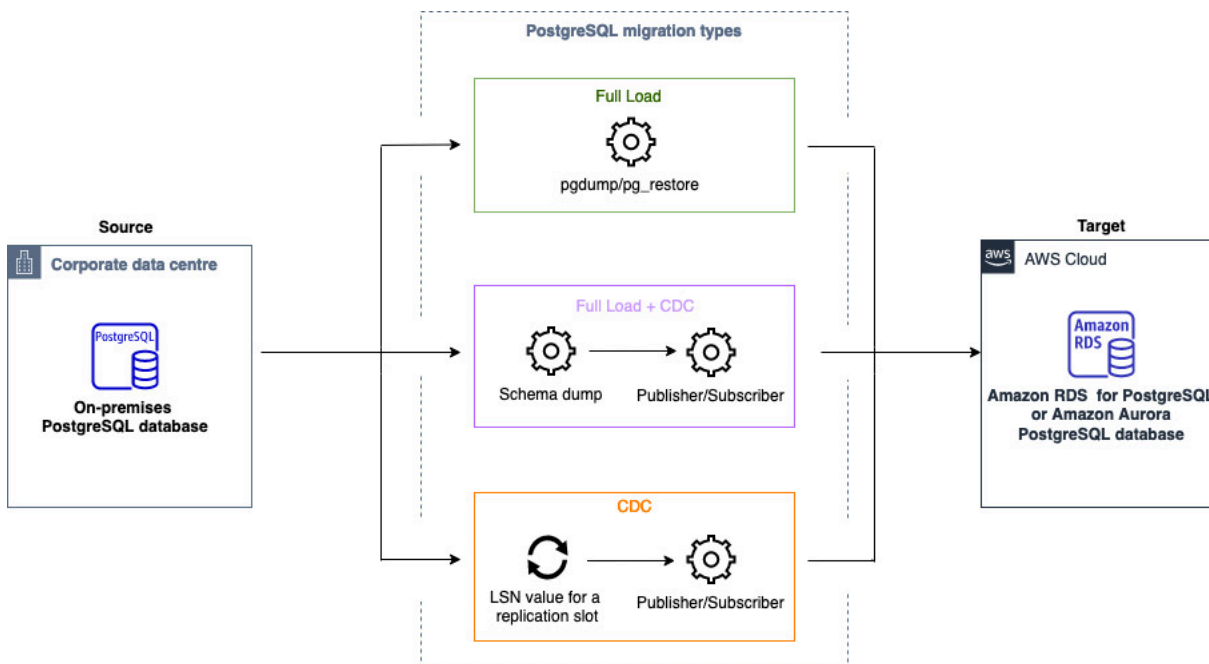 PostgreSQL migration types
Full Load
pgdump/pg_restore
Source
Corporate data centre
PostgreSQL
On-premises
PostgreSQL database
Full Load + CDC
Schema dump
Publisher/Subscriber
CDC
LSN value for a
replication slot
Publisher/Subscriber
Target
aws
AWS Cloud
Amazon
RDS
Amazon RDS for PostgreSQL
or Amazon Aurora
PostgreSQL database